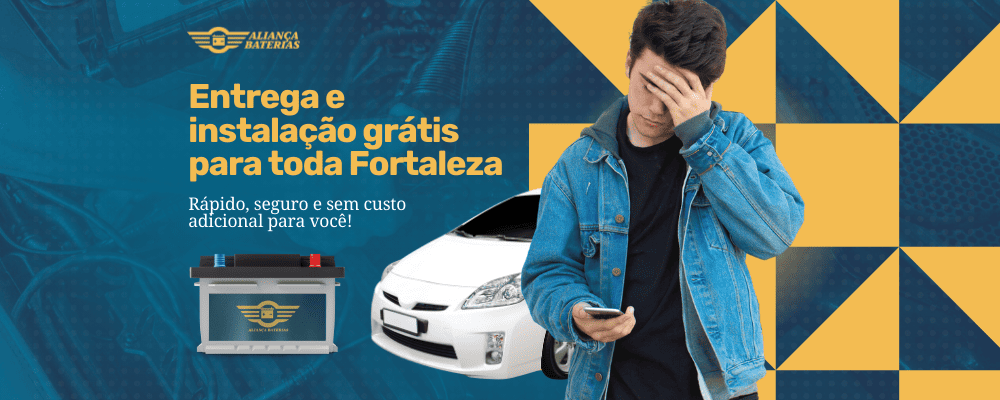 ALIANÇA
BATERIAS
Entrega e
instalação grátis
para toda Fortaleza
Rápido, seguro e sem custo
adicional para você!
ALIANÇA BATERIAS